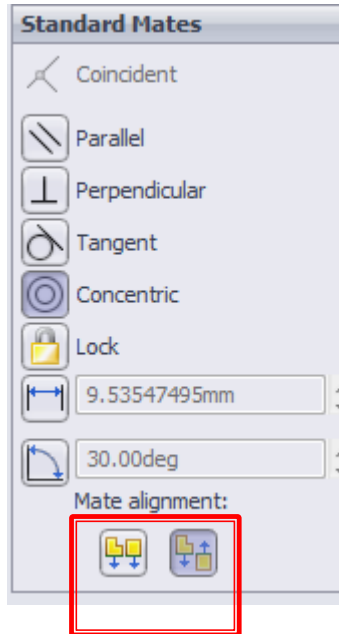 Standard Mates
Coincident
Parallel
Perpendicular
Tangent
Concentric
Lock
9.53547495mm
30.00deg
Mate alignment: